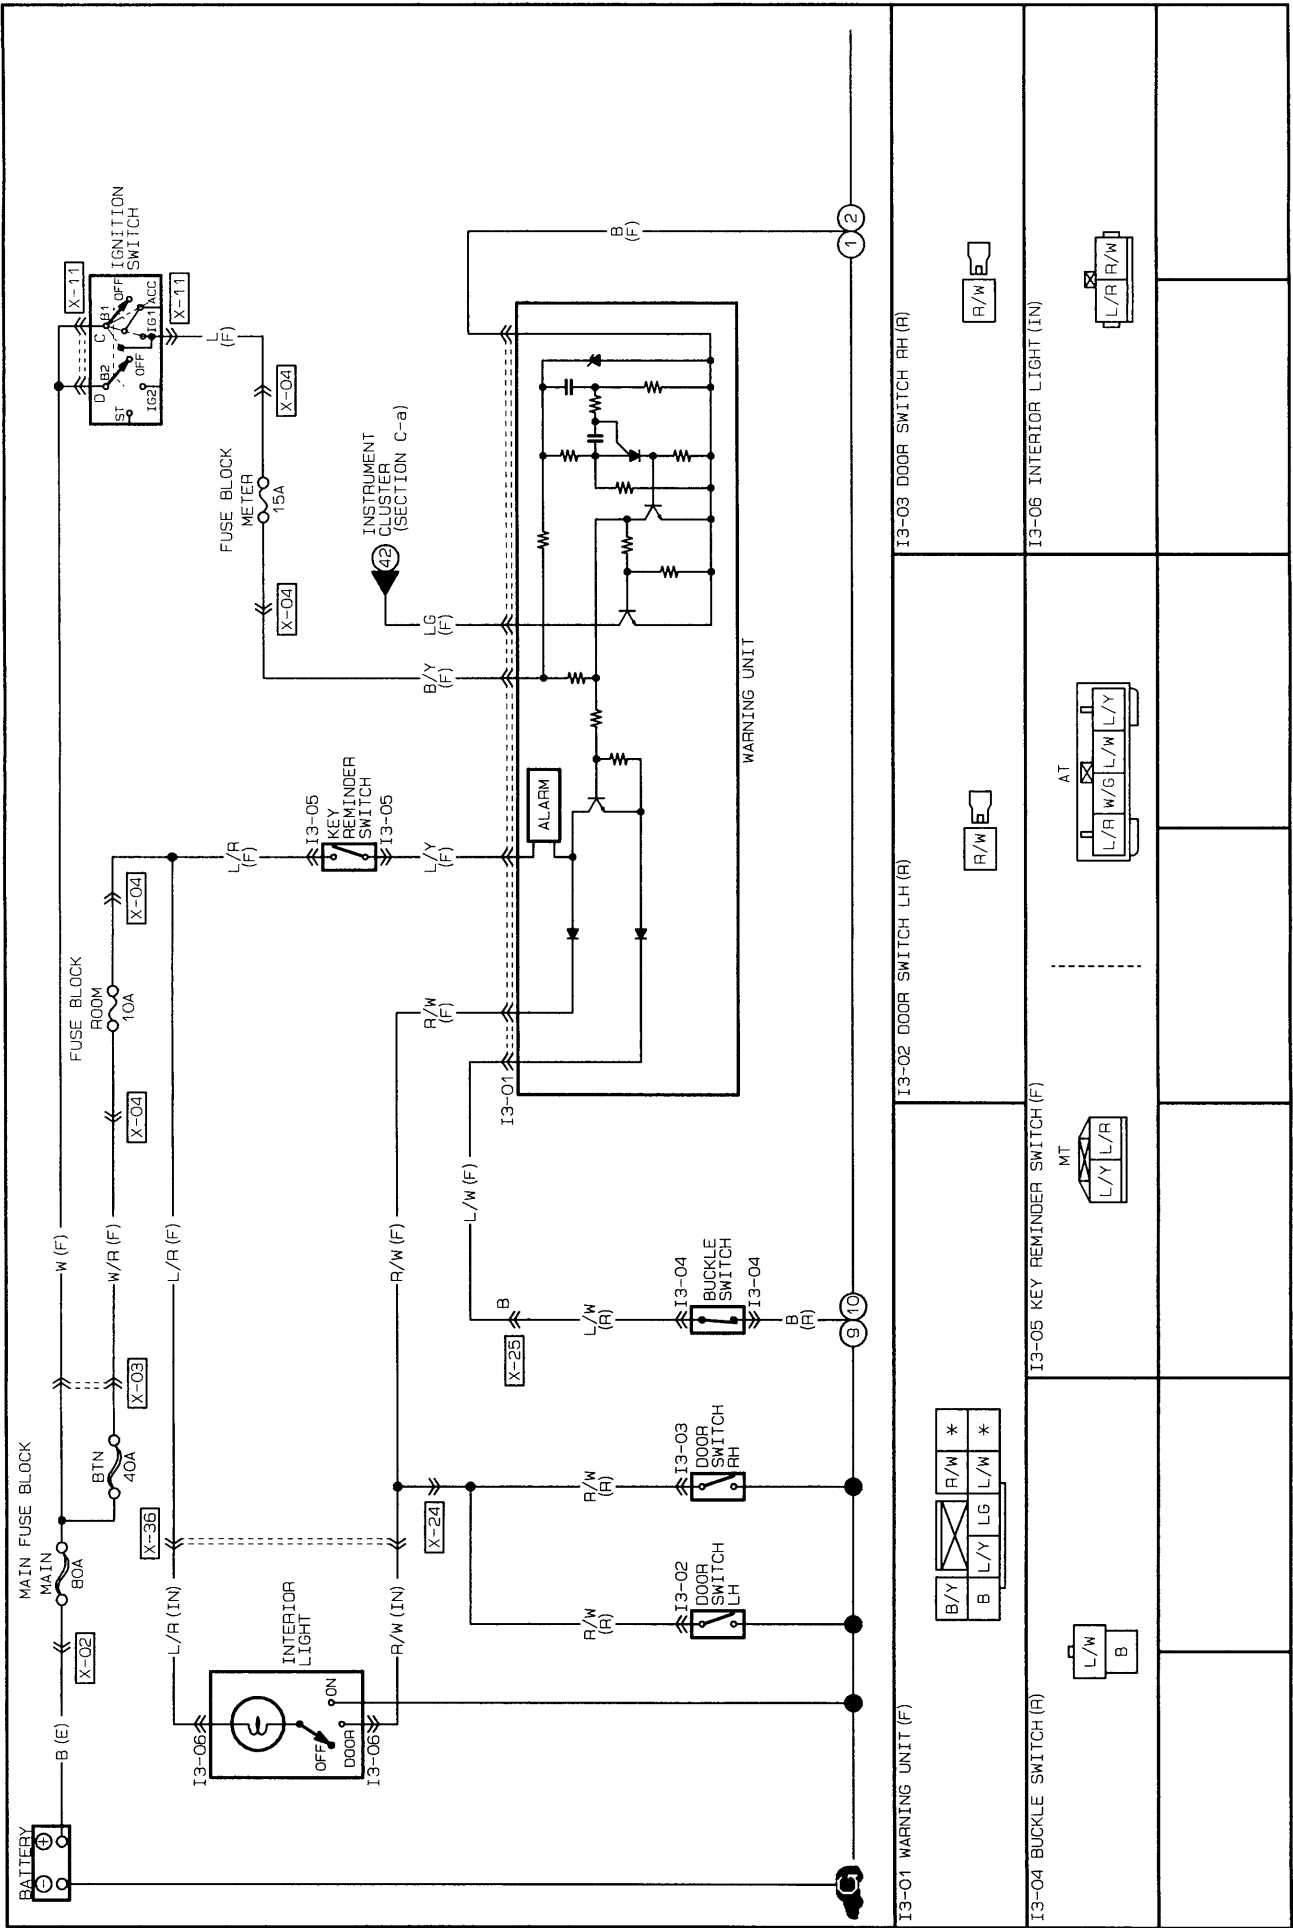 BATTERY
B (E)
X-02
MAIN FUSE BLOCK
MAIN
80A
BTN
40A
X-03
W (F)
W/R (F)
X-04
FUSE BLOCK
ROOM
10A
X-04
X-11
IGNITION
SWITCH
C
B1
OFF
ACC
IG1
D
B2
OFF
ST
IG2
X-11
L
(F)
X-04
FUSE BLOCK
METER
15A
X-04
INTERIOR
LIGHT
I3-06
OFF
DOOR
ON
I3-06
L/R (IN)
R/W (IN)
X-36
L/R (F)
R/W (F)
L/R
(F)
I3-05
KEY
REMINDER
SWITCH
I3-05
L/Y
(F)
B/Y
(F)
LG
(F)
42
INSTRUMENT
CLUSTER
(SECTION C-a)
X-24
R/W
(R)
I3-02
DOOR
SWITCH
LH
R/W
(R)
I3-03
DOOR
SWITCH
RH
L/W (F)
B
X-25
L/W
(R)
I3-04
BUCKLE
SWITCH
I3-04
B
(R)
9
10
R/W
(F)
I3-01
ALARM
WARNING UNIT
B
(F)
1
2
G
I3-01 WARNING UNIT (F)
B/Y R/W *
B L/Y LG L/W *
I3-02 DOOR SWITCH LH (R)
R/W
I3-03 DOOR SWITCH RH (R)
R/W
I3-04 BUCKLE SWITCH (R)
L/W
B
I3-05 KEY REMINDER SWITCH (F)
MT
L/Y L/R
AT
L/R W/G L/W L/Y
I3-06 INTERIOR LIGHT (IN)
L/R R/W